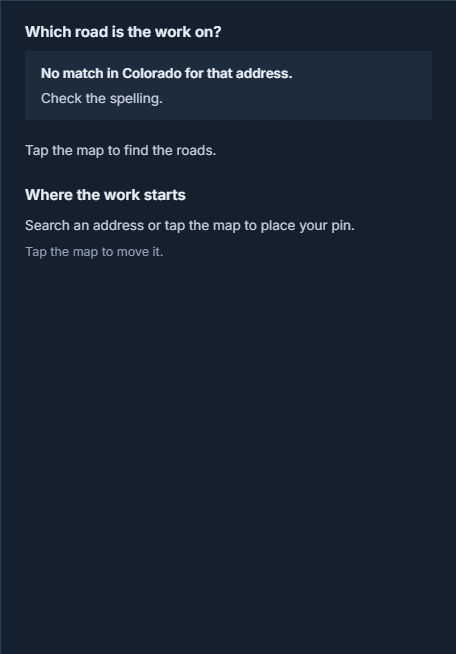 Which road is the work on?
No match in Colorado for that address.
Check the spelling.
Tap the map to find the roads.
Where the work starts
Search an address or tap the map to place your pin.
Tap the map to move it.